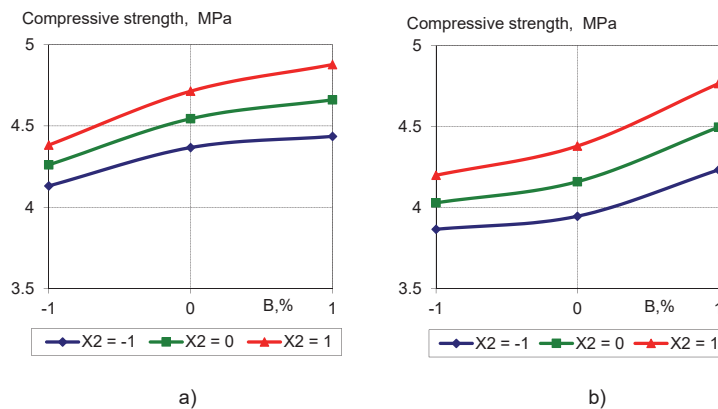 Compressive strength, MPa
5
4.5
4
3.5
-1
0
B,%
1
X2 = -1
X2 = 0
X2 = 1
a)
Compressive strength, MPa
5
4.5
4
3.5
-1
0
B,%
1
X2 = -1
X2 = 0
X2 = 1
b)